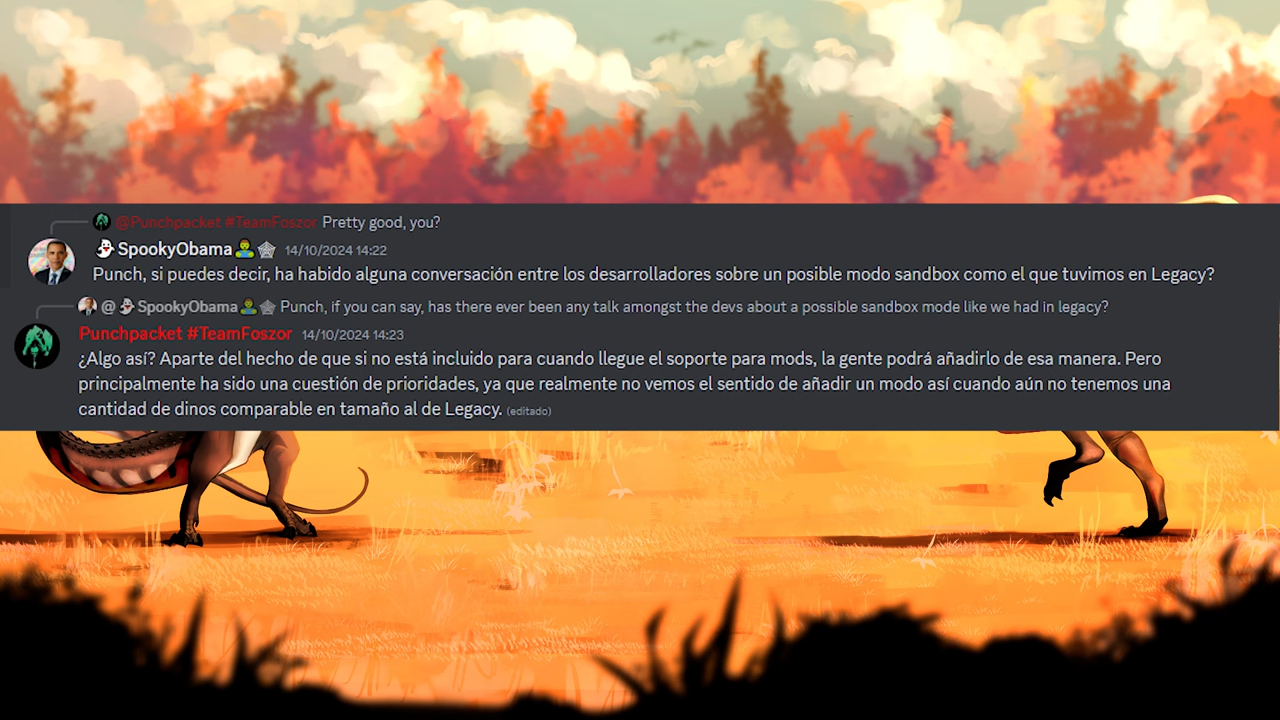 @Punchpacket #TeamFoszor Pretty good, you?
👻SpookyObama🧟‍♂️🕸️ 14/10/2024 14:22
Punch, si puedes decir, ha habido alguna conversación entre los desarrolladores sobre un posible modo sandbox como el que tuvimos en Legacy?
@👻SpookyObama🧟‍♂️🕸️ Punch, if you can say, has there ever been any talk amongst the devs about a possible sandbox mode like we had in legacy?
Punchpacket #TeamFoszor 14/10/2024 14:23
¿Algo así? Aparte del hecho de que si no está incluido para cuando llegue el soporte para mods, la gente podrá añadirlo de esa manera. Pero
principalmente ha sido una cuestión de prioridades, ya que realmente no vemos el sentido de añadir un modo así cuando aún no tenemos una
cantidad de dinos comparable en tamaño al de Legacy. (editado)